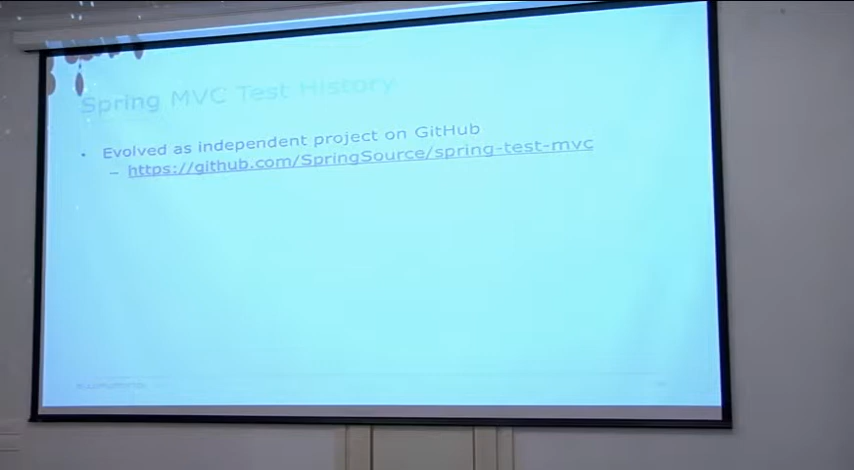 Spring MVC Test History
• Evolved as independent project on GitHub
– https://github.com/SpringSource/spring-test-mvc